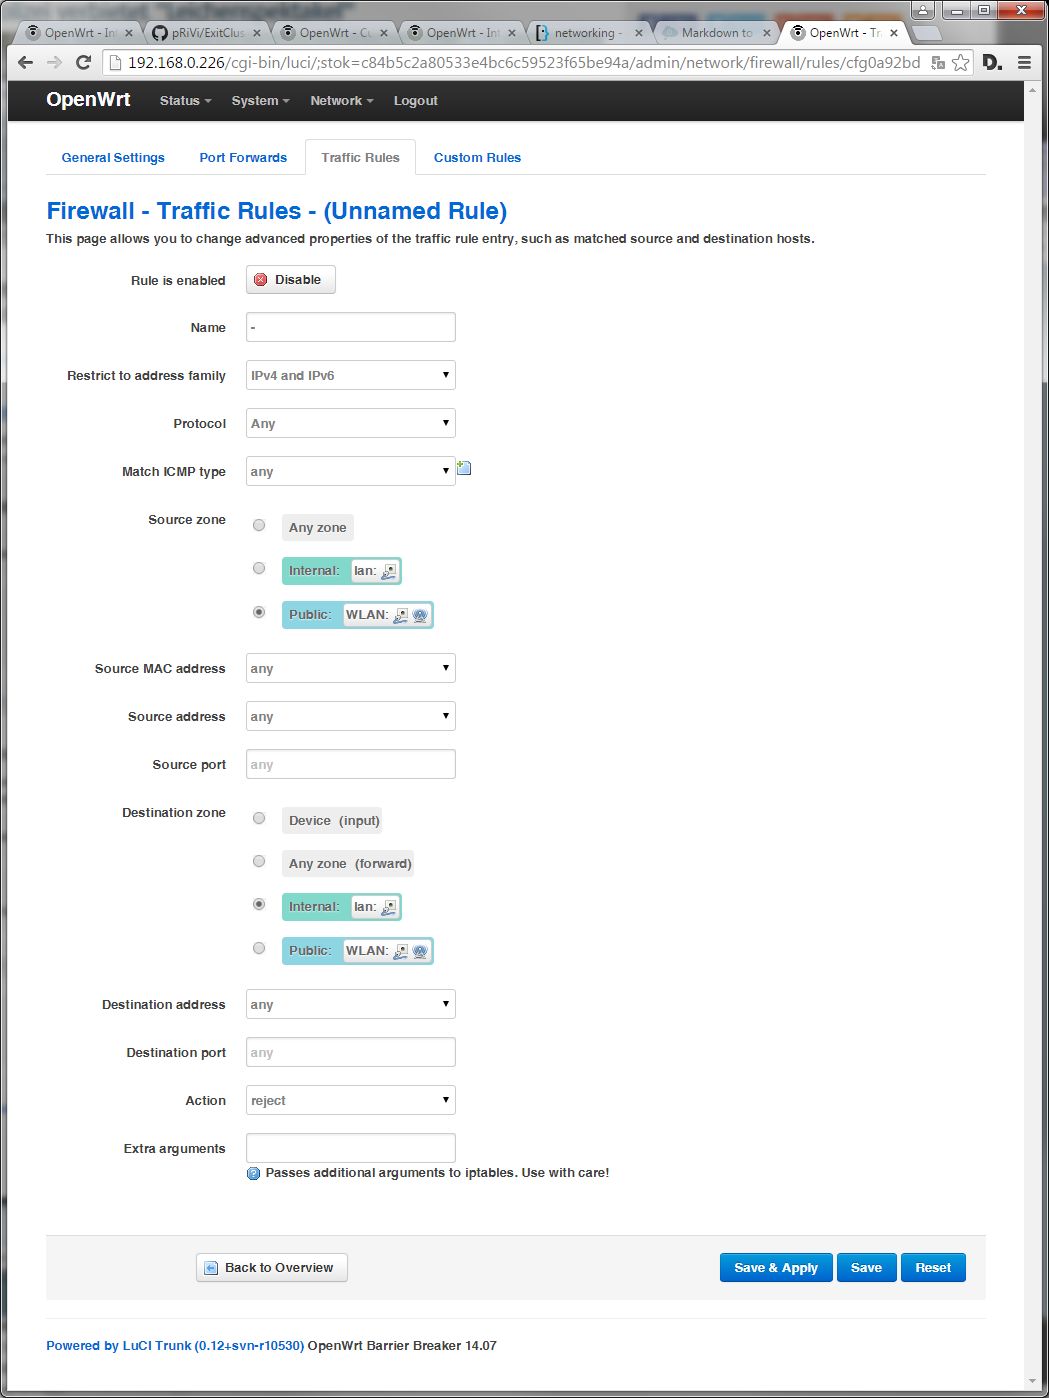 OpenWrt - Int
pRiVi/ExitClus
OpenWrt - Cu
OpenWrt - Int
networking -
Markdown to
OpenWrt - Tra
192.168.0.226/cgi-bin/luci/;stok=c84b5c2a80533e4bc6c59523f65be94a/admin/network/firewall/rules/cfg0a92bd
D.
OpenWrt Status System Network Logout
General Settings Port Forwards Traffic Rules Custom Rules
Firewall - Traffic Rules - (Unnamed Rule)
This page allows you to change advanced properties of the traffic rule entry, such as matched source and destination hosts.
Rule is enabled Disable
Name -
Restrict to address family IPv4 and IPv6
Protocol Any
Match ICMP type any
Source zone Any zone
Internal: lan:
Public: WLAN:
Source MAC address any
Source address any
Source port any
Destination zone Device (input)
Any zone (forward)
Internal: lan:
Public: WLAN:
Destination address any
Destination port any
Action reject
Extra arguments
Passes additional arguments to iptables. Use with care!
Back to Overview Save & Apply Save Reset
Powered by LuCI Trunk (0.12+svn-r10530) OpenWrt Barrier Breaker 14.07